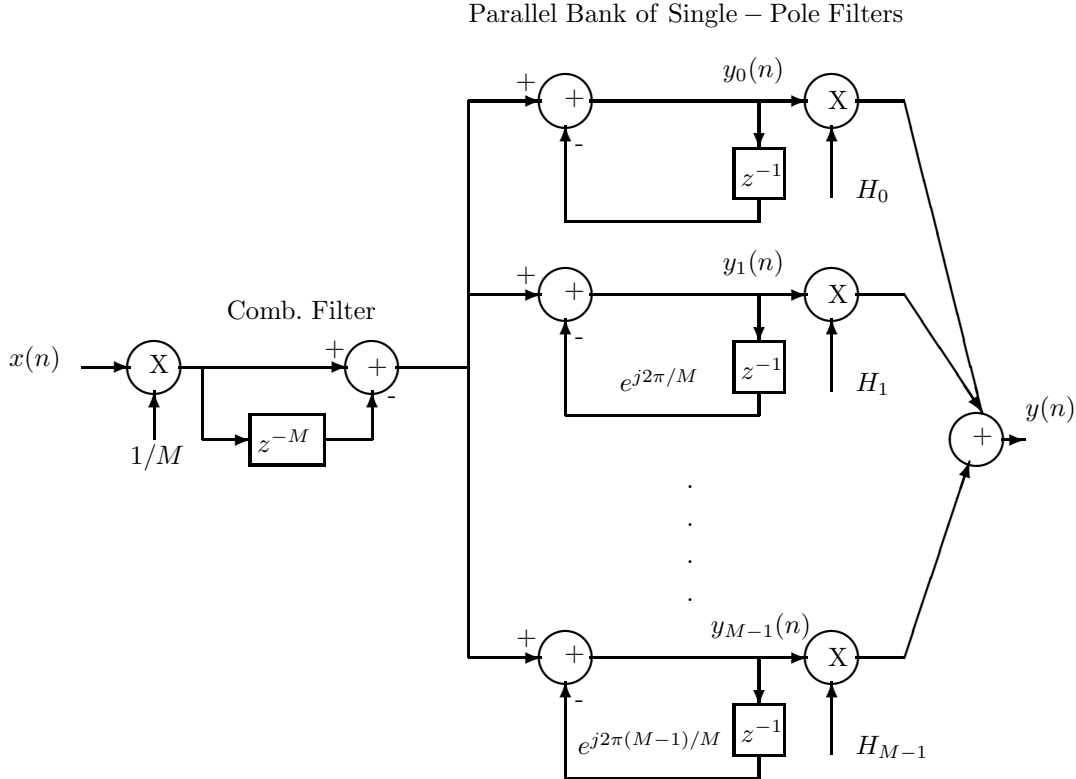 Parallel Bank of Single – Pole Filters
+
+
-
y_0(n)
X
z^{-1}
H_0
+
+
-
y_1(n)
X
z^{-1}
e^{j2π/M}
H_1
Comb. Filter
x(n)
X
+
+
-
1/M
z^{-M}
+
y(n)
.
.
.
.
+
+
-
y_{M-1}(n)
X
z^{-1}
e^{j2π(M-1)/M}
H_{M-1}